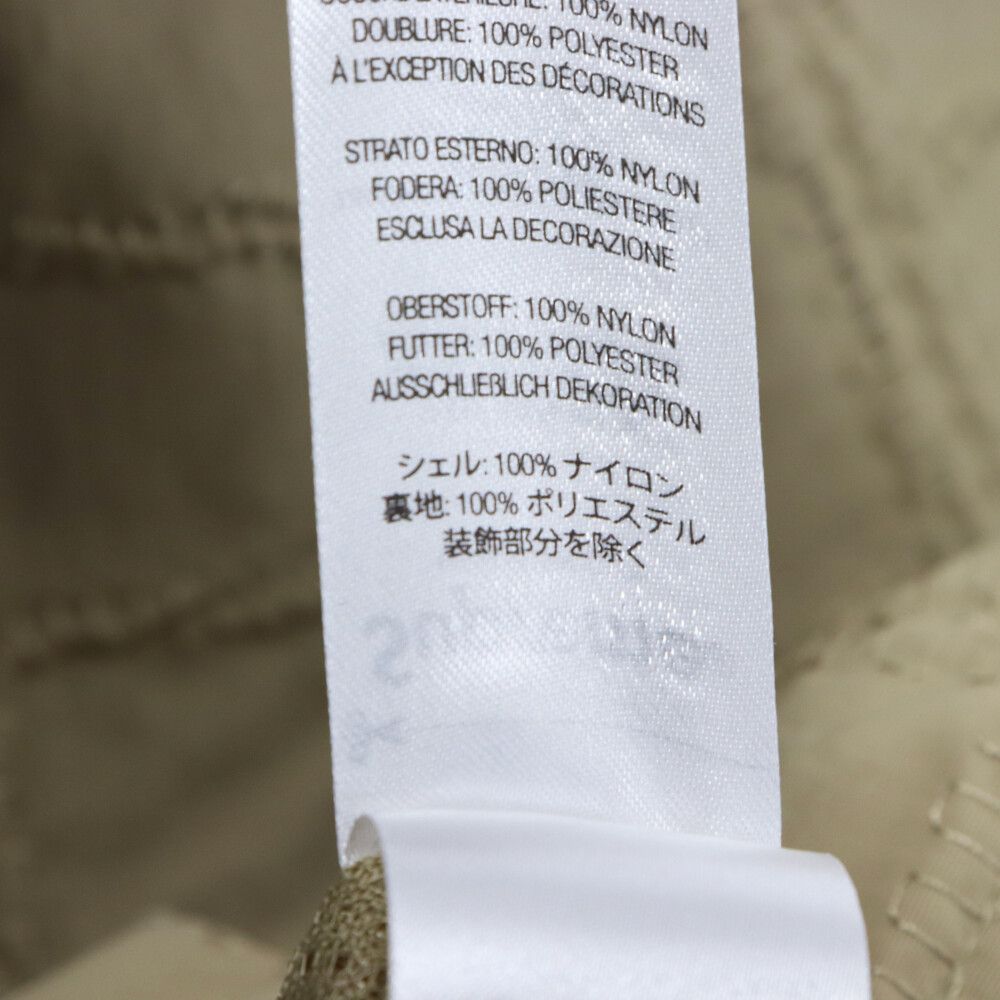 100% NYLON
DOUBLURE: 100% POLYESTER
À L'EXCEPTION DES DÉCORATIONS
STRATO ESTERNO: 100% NYLON
FODERA: 100% POLIESTERE
ESCLUSA LA DECORAZIONE
OBERSTOFF: 100% NYLON
FUTTER: 100% POLYESTER
AUSSCHLIEßLICH DEKORATION
シェル: 100% ナイロン
裏地: 100% ポリエステル
装飾部分を除く